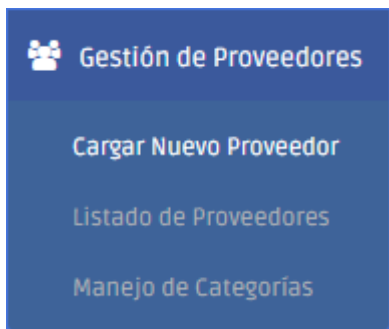 Gestión de Proveedores
Cargar Nuevo Proveedor
Listado de Proveedores
Manejo de Categorías